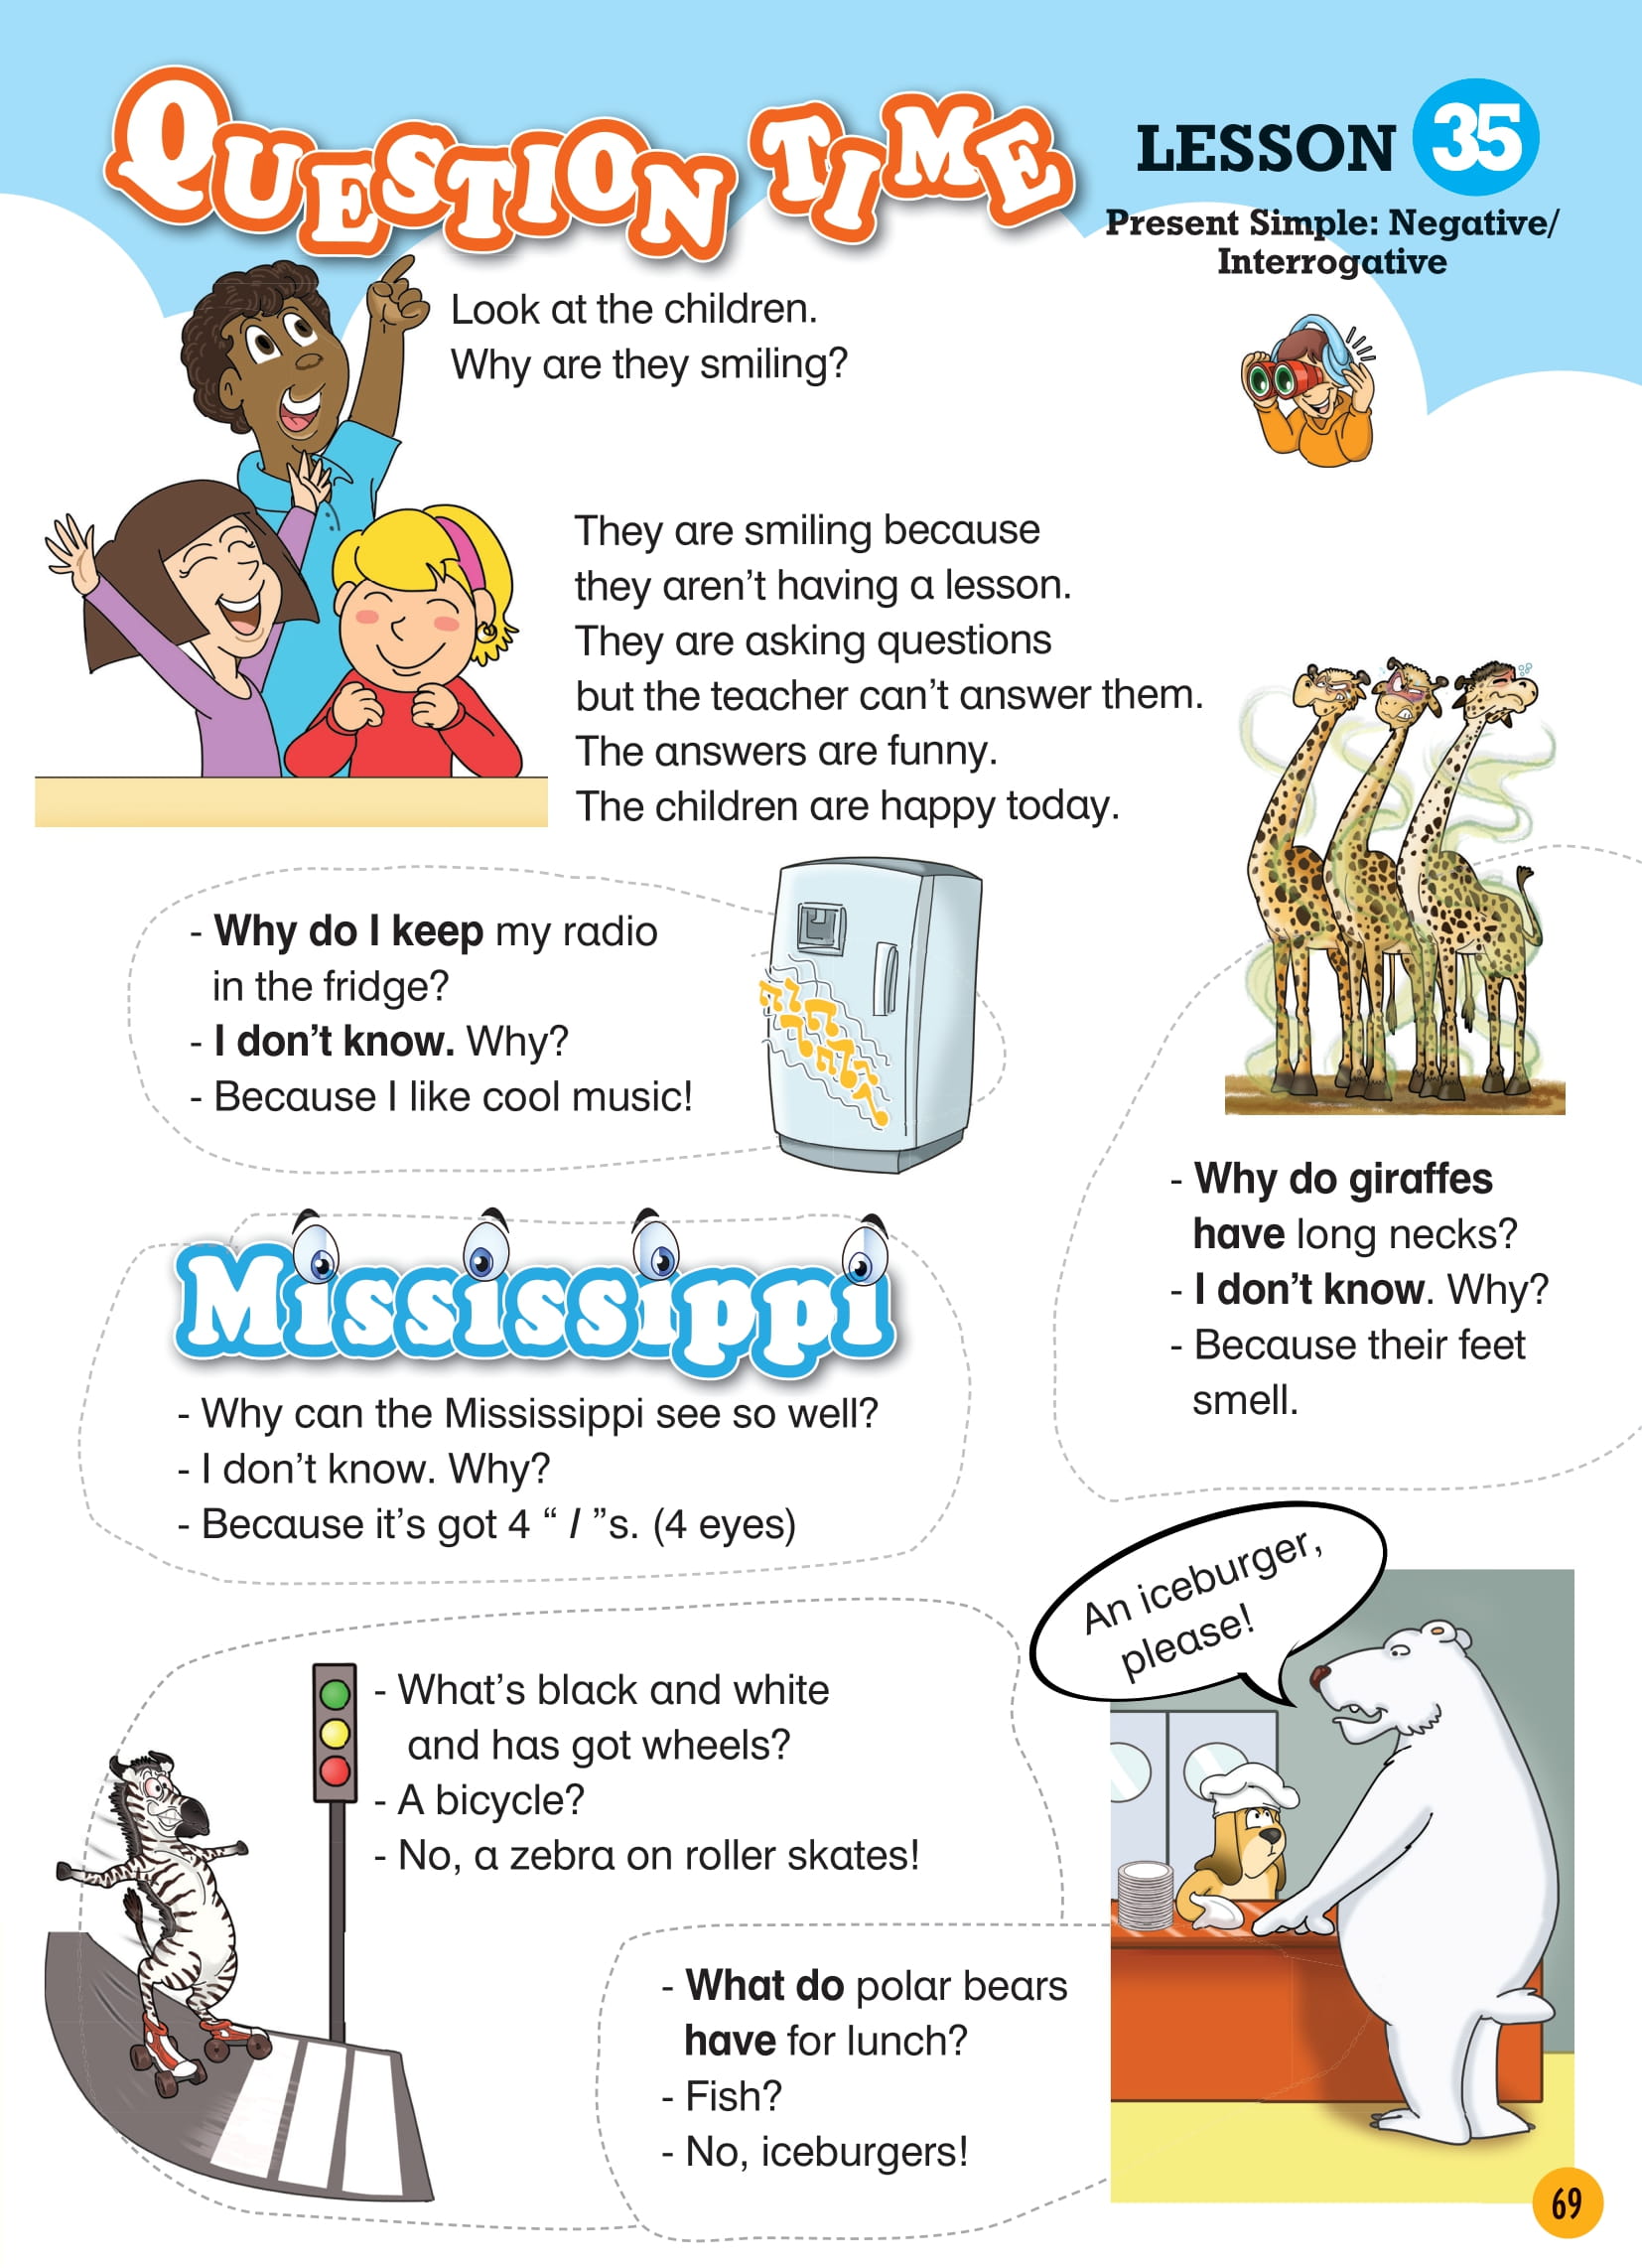 QUESTION TIME
LESSON 35
Present Simple: Negative/
Interrogative
Look at the children.
Why are they smiling?
They are smiling because
they aren’t having a lesson.
They are asking questions
but the teacher can’t answer them.
The answers are funny.
The children are happy today.
- Why do I keep my radio
in the fridge?
- I don’t know. Why?
- Because I like cool music!
- Why do giraffes
have long necks?
- I don’t know. Why?
- Because their feet
smell.
Mississippi
- Why can the Mississippi see so well?
- I don’t know. Why?
- Because it’s got 4 “ I ”s. (4 eyes)
- What’s black and white
and has got wheels?
- A bicycle?
- No, a zebra on roller skates!
An iceburger,
please!
- What do polar bears
have for lunch?
- Fish?
- No, iceburgers!
69